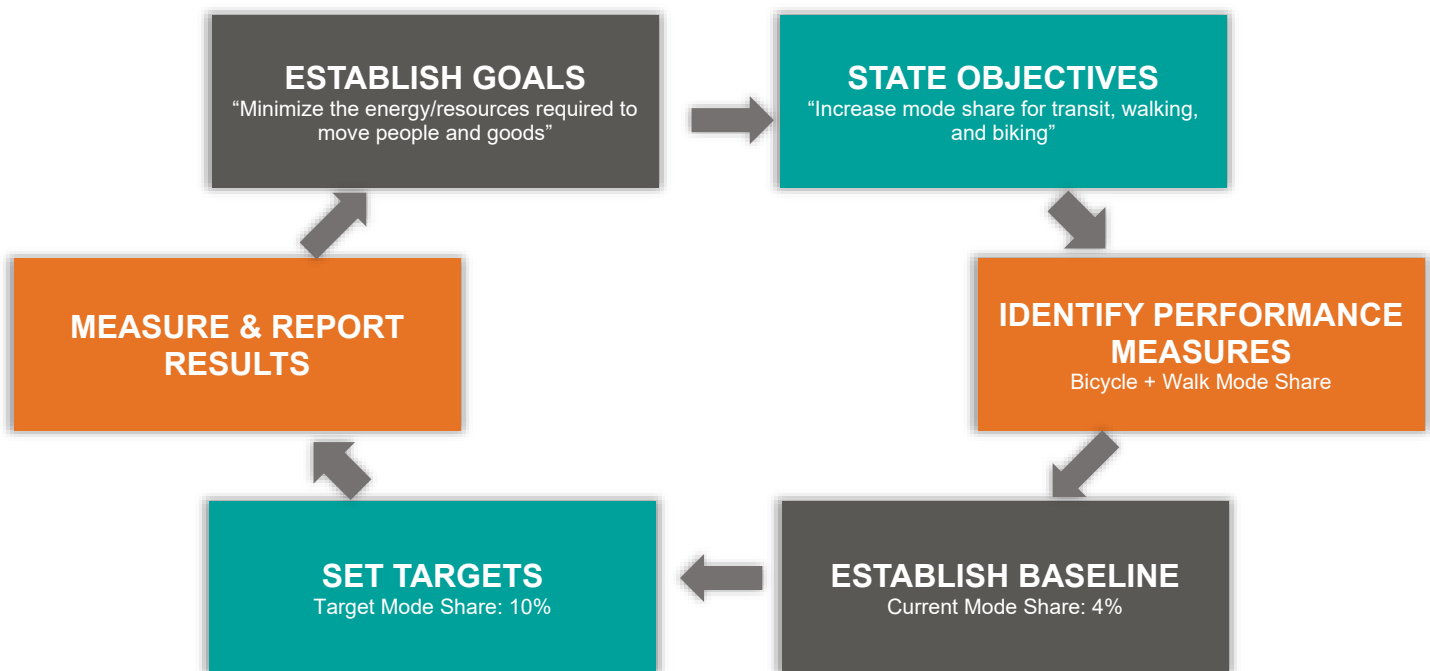 ESTABLISH GOALS
“Minimize the energy/resources required to
move people and goods”
STATE OBJECTIVES
“Increase mode share for transit, walking,
and biking”
IDENTIFY PERFORMANCE
MEASURES
Bicycle + Walk Mode Share
ESTABLISH BASELINE
Current Mode Share: 4%
SET TARGETS
Target Mode Share: 10%
MEASURE & REPORT
RESULTS